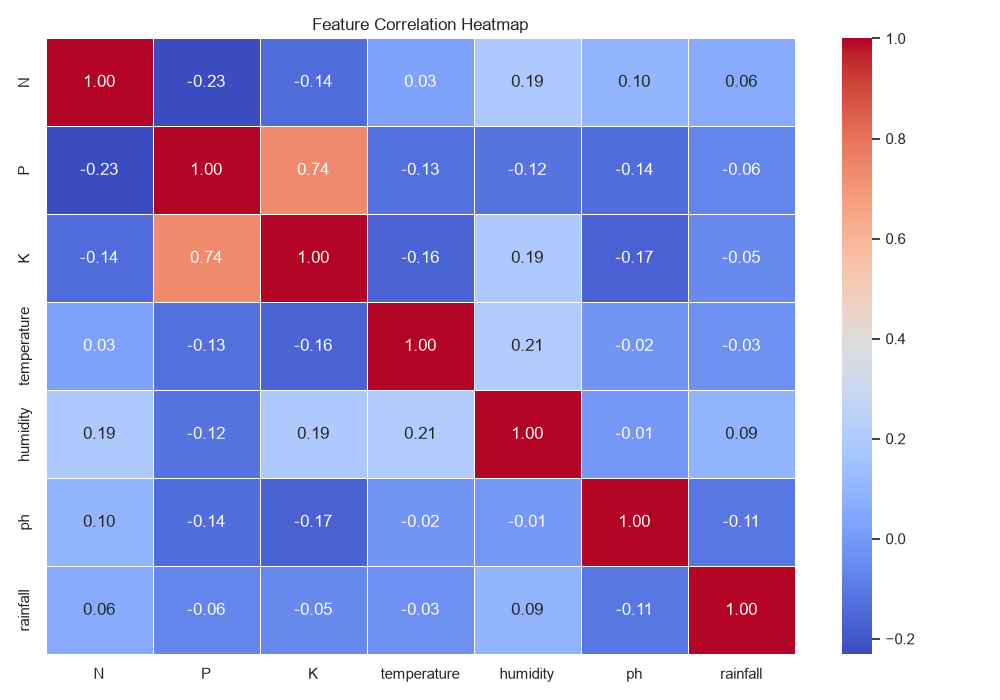 Feature Correlation Heatmap
N 1.00 -0.23 -0.14 0.03 0.19 0.10 0.06
P -0.23 1.00 0.74 -0.13 -0.12 -0.14 -0.06
K -0.14 0.74 1.00 -0.16 0.19 -0.17 -0.05
temperature 0.03 -0.13 -0.16 1.00 0.21 -0.02 -0.03
humidity 0.19 -0.12 0.19 0.21 1.00 -0.01 0.09
ph 0.10 -0.14 -0.17 -0.02 -0.01 1.00 -0.11
rainfall 0.06 -0.06 -0.05 -0.03 0.09 -0.11 1.00
N P K temperature humidity ph rainfall
1.0
0.8
0.6
0.4
0.2
0.0
−0.2